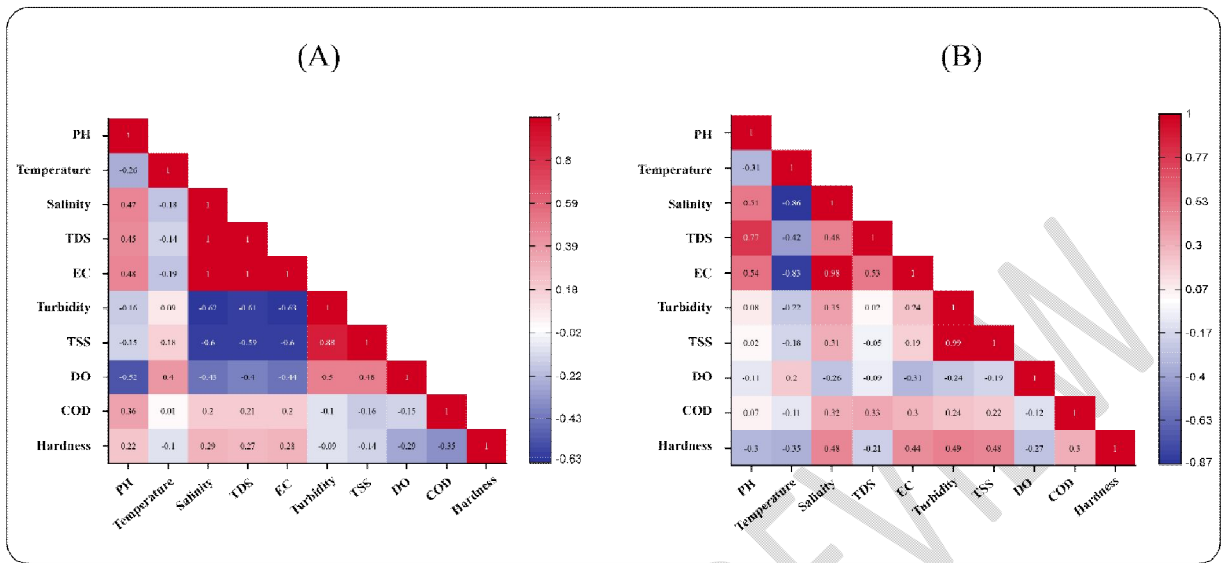 (A)
PH 1
Temperature -0.26 1
Salinity 0.47 -0.18 1
TDS 0.45 -0.14 1 1
EC 0.48 -0.19 1 1 1
Turbidity -0.16 0.09 -0.62 -0.61 -0.63 1
TSS -0.15 0.18 -0.6 -0.59 -0.6 0.88 1
DO -0.52 0.4 -0.4 -0.44 0.5 0.46 1
COD 0.36 0.01 0.2 0.21 0.2 -0.1 -0.16 -0.15 1
Hardness 0.22 -0.1 0.29 0.27 0.28 -0.09 -0.14 -0.29 -0.35 1
PH Temperature Salinity TDS EC Turbidity TSS DO COD Hardness
1
0.8
0.59
0.39
0.18
-0.02
-0.22
-0.43
-0.63
(B)
PH 1
Temperature -0.31 1
Salinity -0.86 1
TDS 0.77 -0.42 0.48 1
EC 0.54 -0.83 0.98 0.53 1
Turbidity 0.08 -0.22 0.35 0.24 1
TSS 0.02 -0.18 0.31 -0.05 0.19 0.99 1
DO -0.11 0.2 -0.26 -0.09 -0.31 -0.24 -0.19 1
COD 0.07 -0.11 0.32 0.33 0.3 0.24 0.22 -0.12 1
Hardness -0.3 -0.35 0.48 -0.21 0.44 0.49 0.48 -0.27 0.3 1
PH Temperature Salinity TDS EC Turbidity TSS DO COD Hardness
1
0.77
0.53
0.3
0.07
-0.17
-0.4
-0.63
-0.87